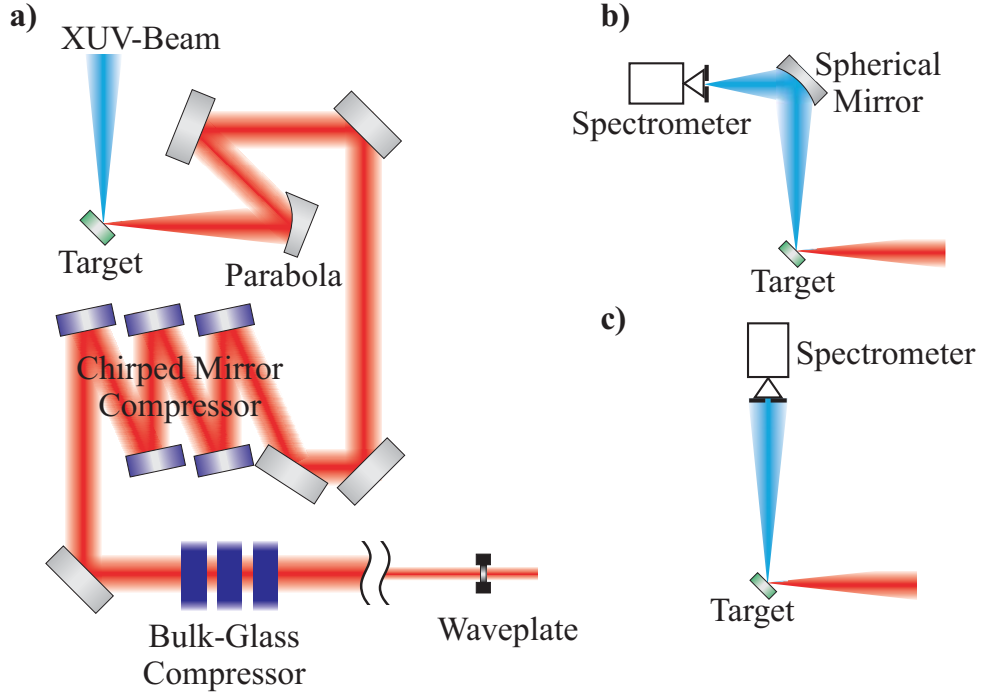 a)
XUV-Beam
Target
Parabola
Chirped Mirror
Compressor
Bulk-Glass
Compressor
Waveplate
b)
Spherical
Mirror
Spectrometer
Target
c)
Spectrometer
Target